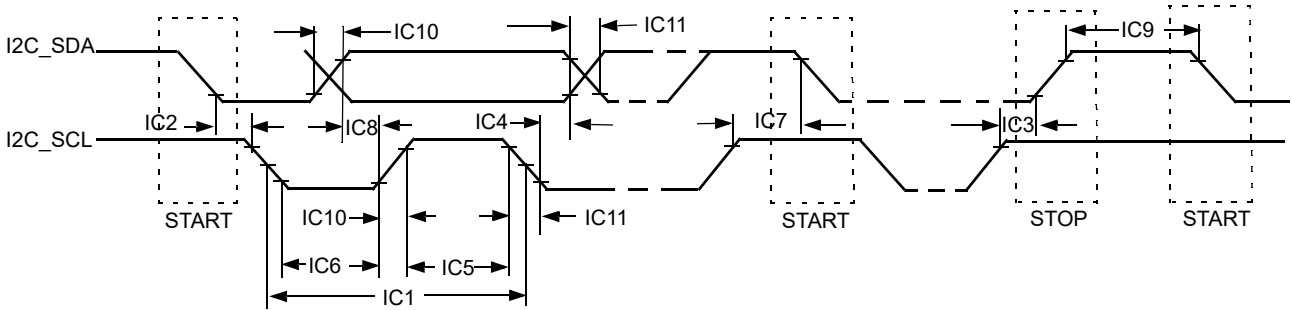 IC10
IC11
IC9
I2C_SDA
IC2
IC8
IC4
IC7
IC3
I2C_SCL
START
IC10
IC11
START
STOP
START
IC6
IC5
IC1